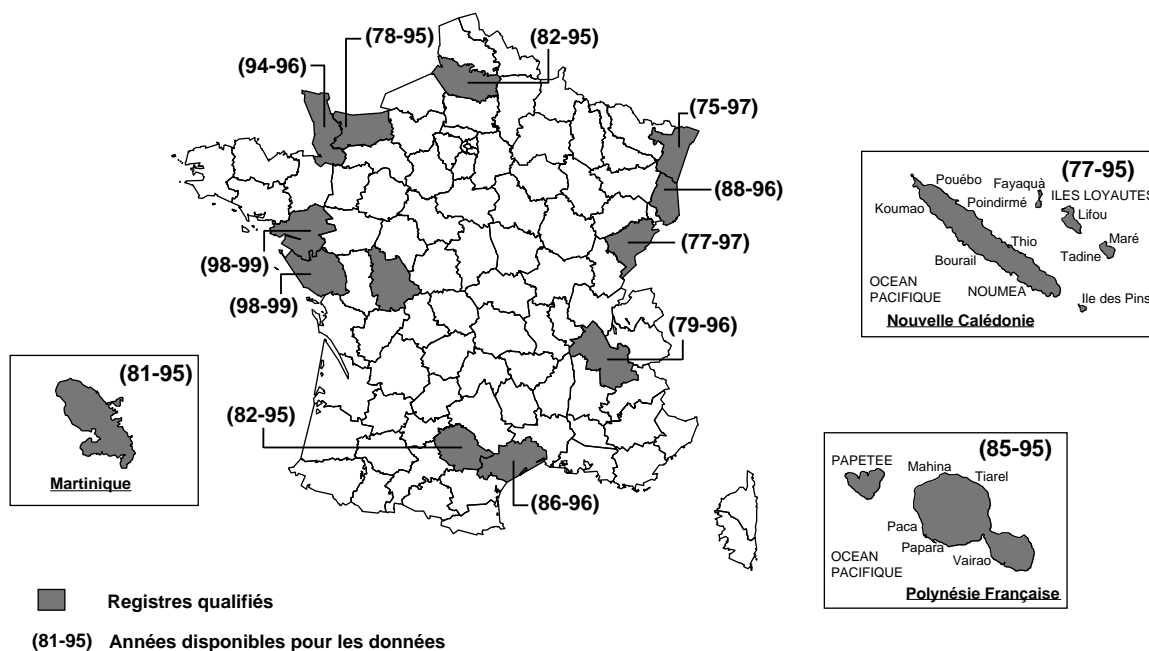 (78-95)
(82-95)
(94-96)
(75-97)
(88-96)
(77-97)
(98-99)
(98-99)
(79-96)
(82-95)
(86-96)
(77-95)
Pouébo
Fayaquà
ILES LOYAUTES
Koumao
Poindirmé
Lifou
Thio
Maré
Bourail
Tadine
OCEAN
PACIFIQUE
NOUMEA
Ile des Pins
Nouvelle Calédonie
(81-95)
Martinique
(85-95)
PAPETEE
Mahina
Tiarel
Paca
Papara
Vairao
OCEAN
PACIFIQUE
Polynésie Française
Registres qualifiés
(81-95) Années disponibles pour les données